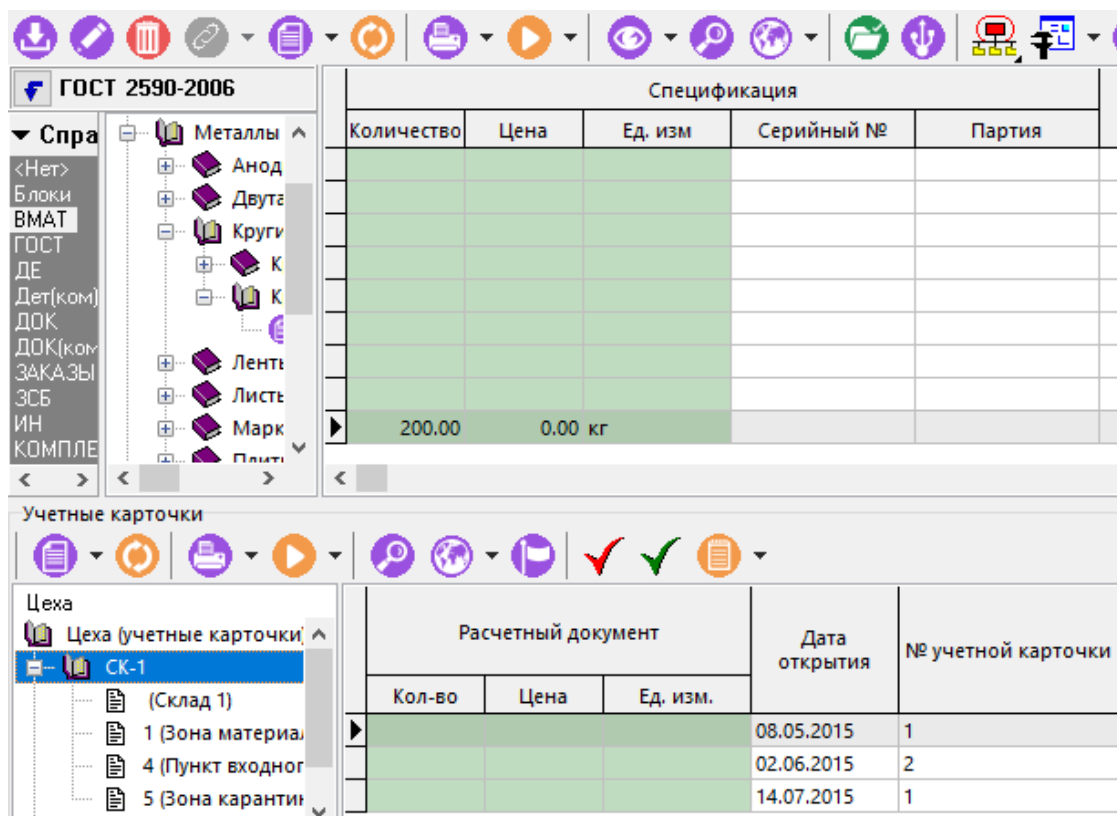 ГОСТ 2590-2006
▼ Спра
<Нет>
Блоки
ВМАТ
ГОСТ
ДЕ
Дет(ком)
ДОК
ДОК(ком
ЗАКАЗЫ
ЗСБ
ИН
КОМПЛЕ
Металлы
Анод
Двута
Круги
К
К
Ленты
Листы
Марк
Плиты
Спецификация
Количество Цена Ед. изм Серийный № Партия
200.00 0.00 кг
Учетные карточки
Цеха
Цеха (учетные карточки)
СК-1
(Склад 1)
1 (Зона материа
4 (Пункт входног
5 (Зона карантин
Расчетный документ Дата открытия № учетной карточки
Кол-во Цена Ед. изм.
08.05.2015 1
02.06.2015 2
14.07.2015 1